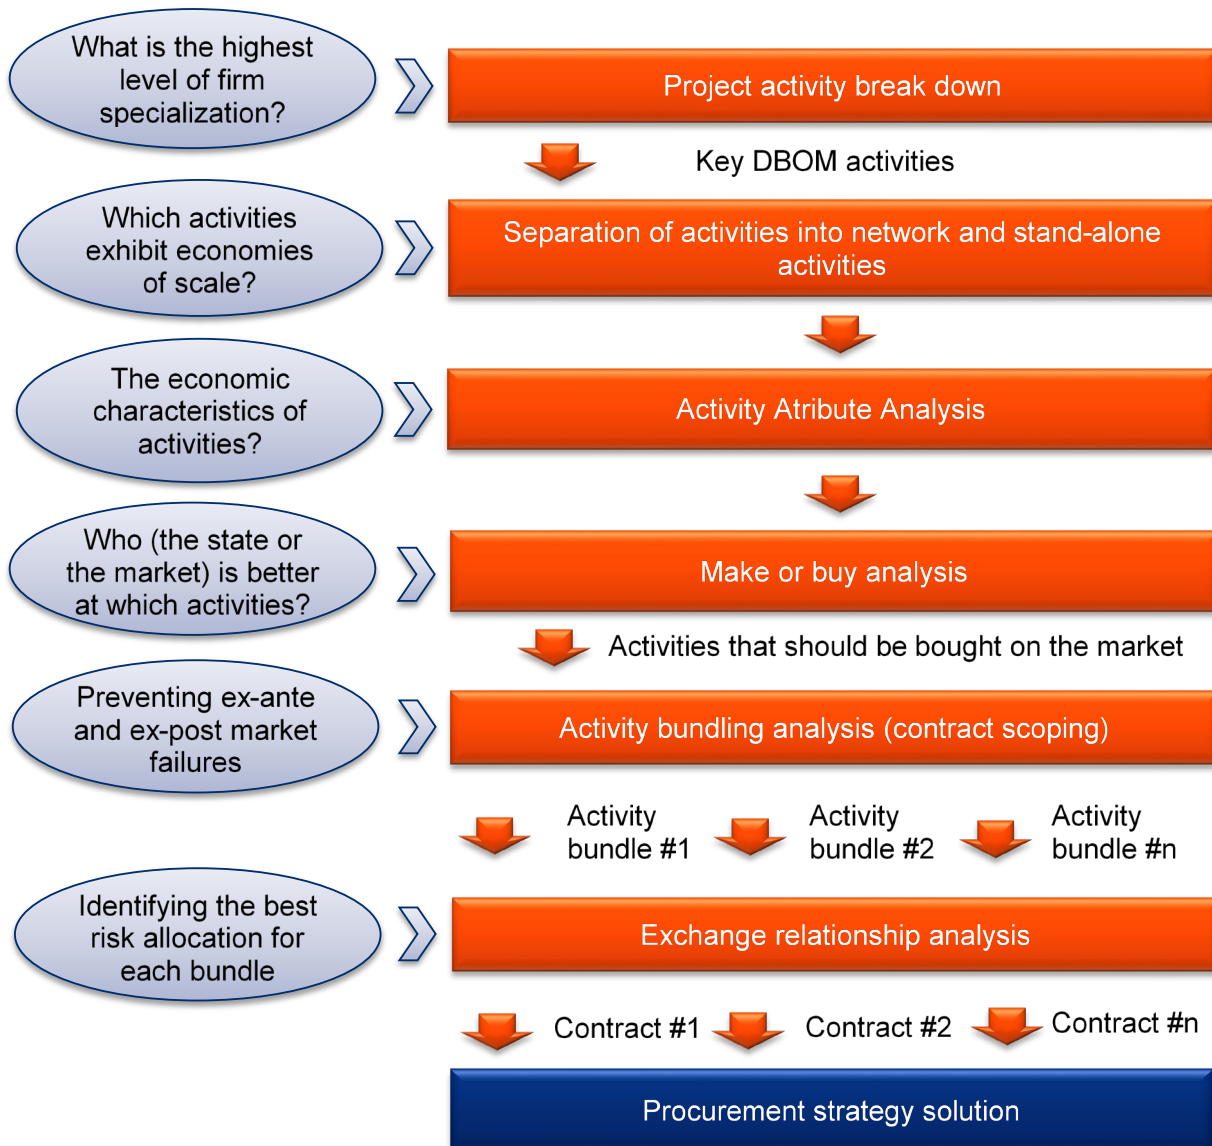 What is the highest
level of firm
specialization?
Project activity break down
Key DBOM activities
Which activities
exhibit economies
of scale?
Separation of activities into network and stand-alone
activities
The economic
characteristics of
activities?
Activity Atribute Analysis
Who (the state or
the market) is better
at which activities?
Make or buy analysis
Activities that should be bought on the market
Preventing ex-ante
and ex-post market
failures
Activity bundling analysis (contract scoping)
Activity
bundle #1
Activity
bundle #2
Activity
bundle #n
Identifying the best
risk allocation for
each bundle
Exchange relationship analysis
Contract #1
Contract #2
Contract #n
Procurement strategy solution